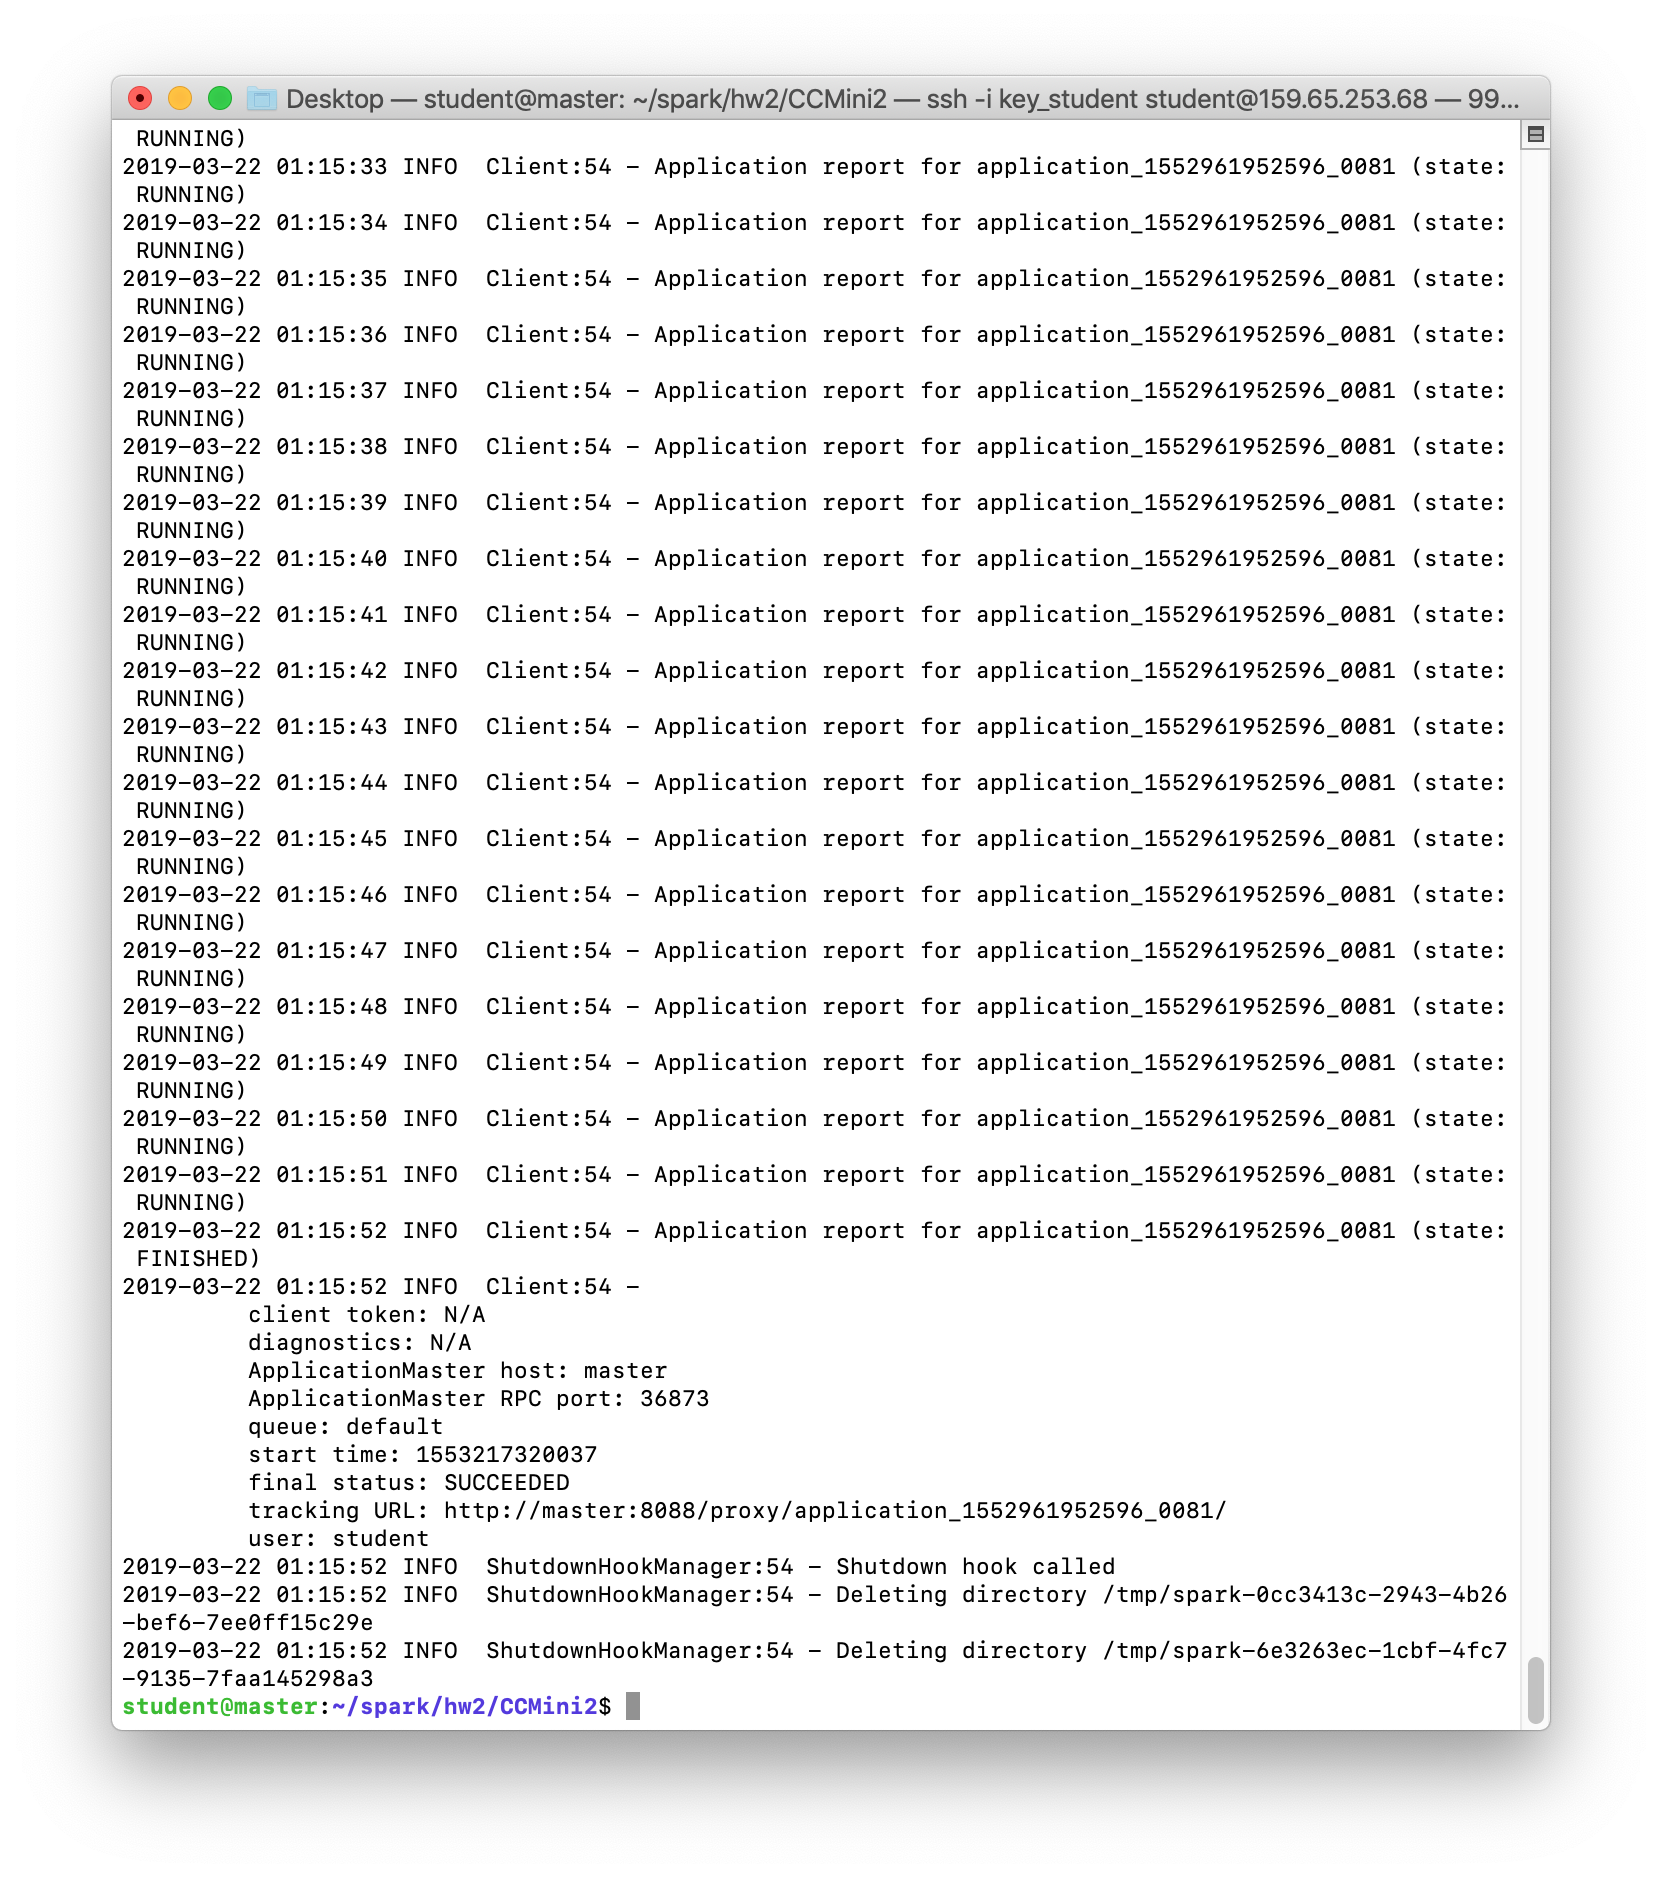 Desktop — student@master: ~/spark/hw2/CCMini2 — ssh -i key_student student@159.65.253.68 — 99...
RUNNING)
2019-03-22 01:15:33 INFO  Client:54 - Application report for application_1552961952596_0081 (state:
RUNNING)
2019-03-22 01:15:34 INFO  Client:54 - Application report for application_1552961952596_0081 (state:
RUNNING)
2019-03-22 01:15:35 INFO  Client:54 - Application report for application_1552961952596_0081 (state:
RUNNING)
2019-03-22 01:15:36 INFO  Client:54 - Application report for application_1552961952596_0081 (state:
RUNNING)
2019-03-22 01:15:37 INFO  Client:54 - Application report for application_1552961952596_0081 (state:
RUNNING)
2019-03-22 01:15:38 INFO  Client:54 - Application report for application_1552961952596_0081 (state:
RUNNING)
2019-03-22 01:15:39 INFO  Client:54 - Application report for application_1552961952596_0081 (state:
RUNNING)
2019-03-22 01:15:40 INFO  Client:54 - Application report for application_1552961952596_0081 (state:
RUNNING)
2019-03-22 01:15:41 INFO  Client:54 - Application report for application_1552961952596_0081 (state:
RUNNING)
2019-03-22 01:15:42 INFO  Client:54 - Application report for application_1552961952596_0081 (state:
RUNNING)
2019-03-22 01:15:43 INFO  Client:54 - Application report for application_1552961952596_0081 (state:
RUNNING)
2019-03-22 01:15:44 INFO  Client:54 - Application report for application_1552961952596_0081 (state:
RUNNING)
2019-03-22 01:15:45 INFO  Client:54 - Application report for application_1552961952596_0081 (state:
RUNNING)
2019-03-22 01:15:46 INFO  Client:54 - Application report for application_1552961952596_0081 (state:
RUNNING)
2019-03-22 01:15:47 INFO  Client:54 - Application report for application_1552961952596_0081 (state:
RUNNING)
2019-03-22 01:15:48 INFO  Client:54 - Application report for application_1552961952596_0081 (state:
RUNNING)
2019-03-22 01:15:49 INFO  Client:54 - Application report for application_1552961952596_0081 (state:
RUNNING)
2019-03-22 01:15:50 INFO  Client:54 - Application report for application_1552961952596_0081 (state:
RUNNING)
2019-03-22 01:15:51 INFO  Client:54 - Application report for application_1552961952596_0081 (state:
RUNNING)
2019-03-22 01:15:52 INFO  Client:54 - Application report for application_1552961952596_0081 (state:
FINISHED)
2019-03-22 01:15:52 INFO  Client:54 -
client token: N/A
diagnostics: N/A
ApplicationMaster host: master
ApplicationMaster RPC port: 36873
queue: default
start time: 1553217320037
final status: SUCCEEDED
tracking URL: http://master:8088/proxy/application_1552961952596_0081/
user: student
2019-03-22 01:15:52 INFO  ShutdownHookManager:54 - Shutdown hook called
2019-03-22 01:15:52 INFO  ShutdownHookManager:54 - Deleting directory /tmp/spark-0cc3413c-2943-4b26
-bef6-7ee0ff15c29e
2019-03-22 01:15:52 INFO  ShutdownHookManager:54 - Deleting directory /tmp/spark-6e3263ec-1cbf-4fc7
-9135-7faa145298a3
student@master:~/spark/hw2/CCMini2$